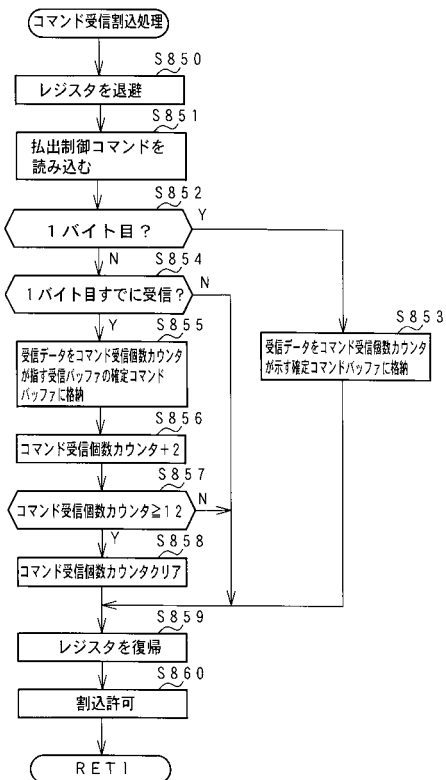 コマンド受信割込処理
S850
レジスタを退避
S851
払出制御コマンドを
読み込む
S852
1バイト目?
Y
N
S854
1バイト目すでに受信?
N
Y
S853
受信データをコマンド受信個数カウンタ
が示す確定コマンドバッファに格納
S855
受信データをコマンド受信個数カウンタ
が指す受信バッファの確定コマンド
バッファに格納
S856
コマンド受信個数カウンタ+2
S857
コマンド受信個数カウンタ≧12
N
Y
S858
コマンド受信個数カウンタクリア
S859
レジスタを復帰
S860
割込許可
RETI